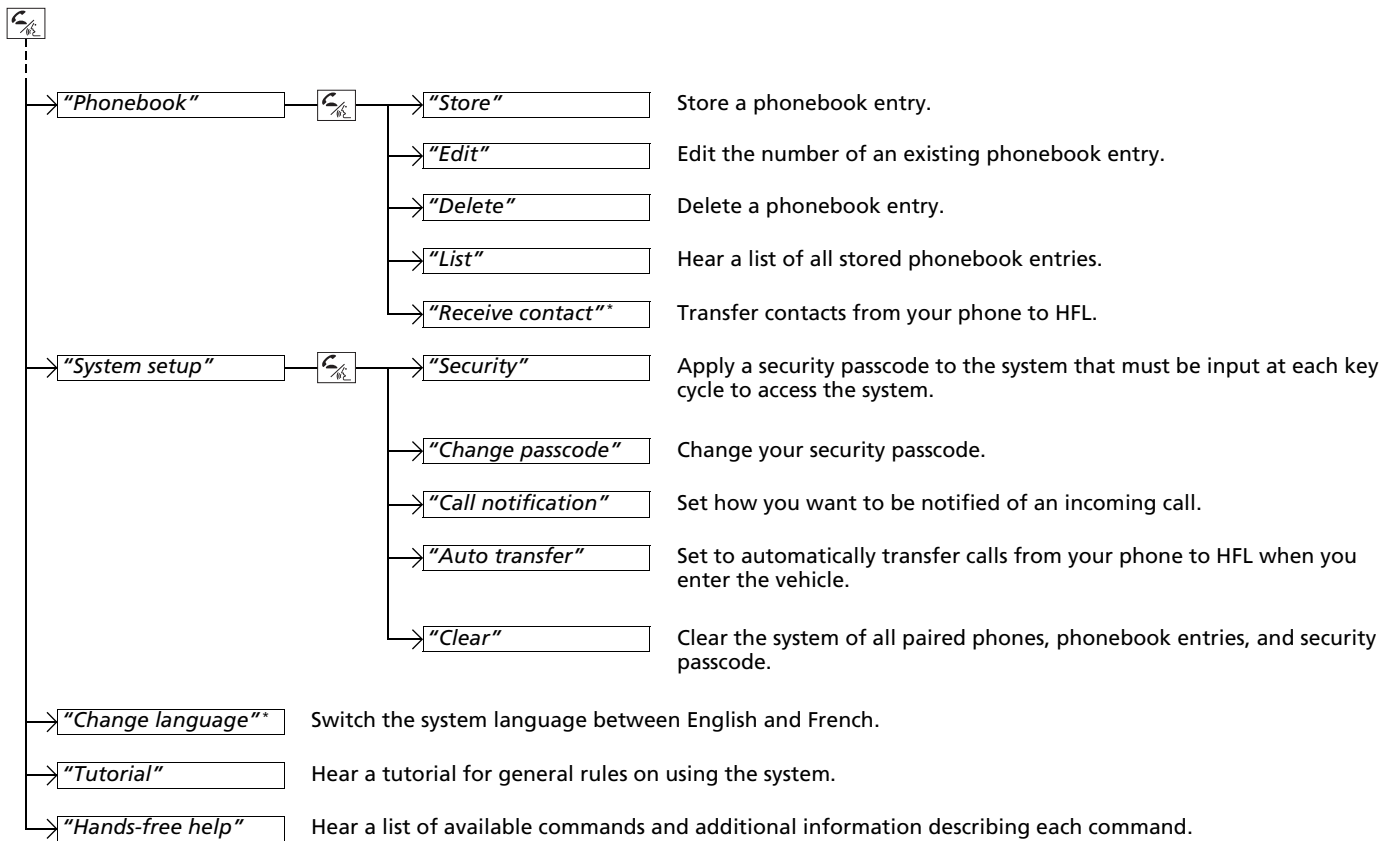 "Phonebook"
"Store" Store a phonebook entry.
"Edit" Edit the number of an existing phonebook entry.
"Delete" Delete a phonebook entry.
"List" Hear a list of all stored phonebook entries.
"Receive contact"* Transfer contacts from your phone to HFL.
"System setup"
"Security" Apply a security passcode to the system that must be input at each key
cycle to access the system.
"Change passcode" Change your security passcode.
"Call notification" Set how you want to be notified of an incoming call.
"Auto transfer" Set to automatically transfer calls from your phone to HFL when you
enter the vehicle.
"Clear" Clear the system of all paired phones, phonebook entries, and security
passcode.
"Change language"* Switch the system language between English and French.
"Tutorial" Hear a tutorial for general rules on using the system.
"Hands-free help" Hear a list of available commands and additional information describing each command.